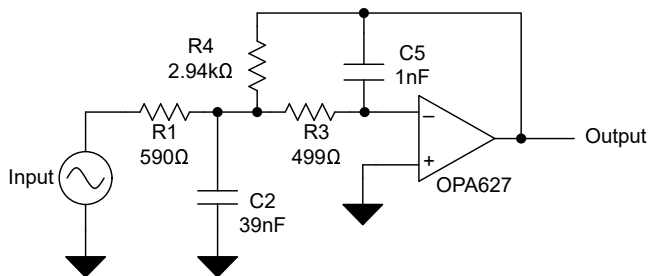 R4
2.94kΩ
C5
1nF
R1
590Ω
R3
499Ω
−
+
Output
Input
OPA627
C2
39nF